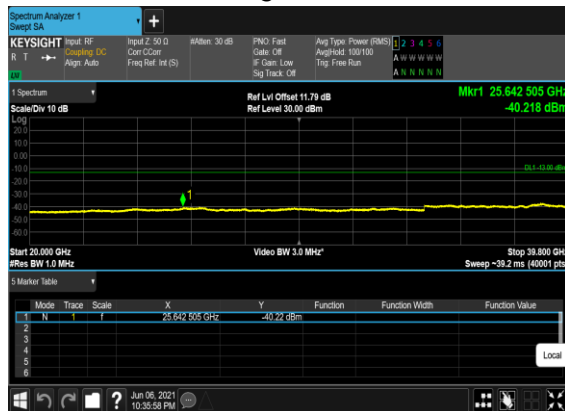 Spectrum Analyzer 1
Swept SA
+
KEYSIGHT Input: RF Input Z: 50 Ω #Atten: 30 dB PNO: Fast Avg Type: Power (RMS) 1 2 3 4 5 6
R T Coupling: DC Corr CCorr Gate: Off Avg|Hold: 100/100 A W W W W W
Align: Auto Freq Ref: Int (S) IF Gain: Low Trig: Free Run
LW Sig Track: Off A N N N N N
1 Spectrum Ref Lvl Offset 11.79 dB Mkr1 25.642 505 GHz
Scale/Div 10 dB Ref Level 30.00 dBm -40.218 dBm
Log
20.0
10.0
0.00
-10.0 DL1 -13.00 dBm
-20.0
-30.0
1
-40.0
-50.0
-60.0
Start 20.000 GHz Video BW 3.0 MHz* Stop 39.800 GHz
#Res BW 1.0 MHz Sweep ~39.2 ms (40001 pts)
5 Marker Table
Mode Trace Scale X Y Function Function Width Function Value
1 N 1 f 25.642 505 GHz -40.22 dBm
2
3
4
5
6
Local
? Jun 06, 2021
10:35:58 PM